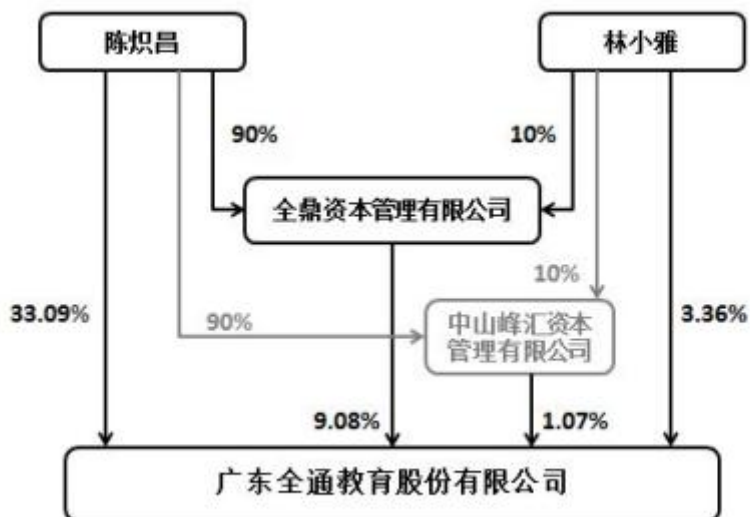 陈炽昌
林小雅
90%
10%
全鼎资本管理有限公司
10%
33.09%
90%
中山峰汇资本
管理有限公司
3.36%
9.08%
1.07%
广东全通教育股份有限公司